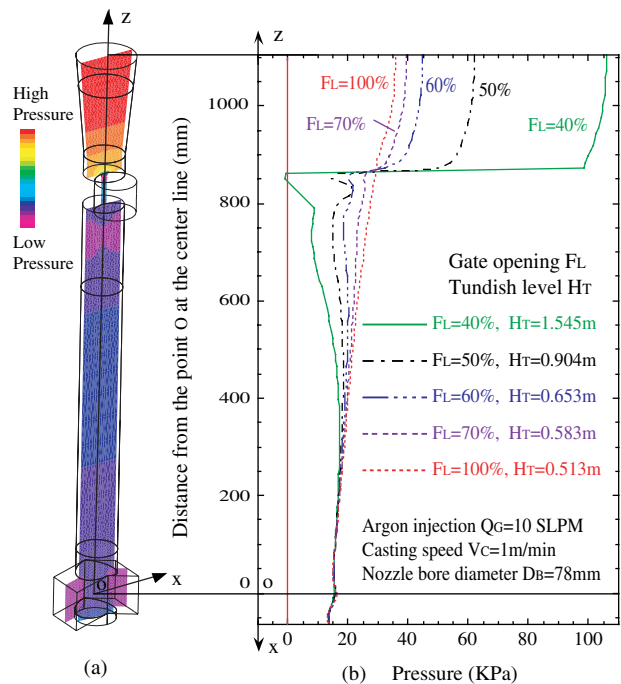 z
High
Pressure
Low
Pressure
O
x
(a)
Distance from the point O at the center line (mm)
z
1000
800
600
400
200
0
o
x
FL=100%
60%
50%
FL=70%
FL=40%
Gate opening FL
Tundish level HT
FL=40%, HT=1.545m
FL=50%, HT=0.904m
FL=60%, HT=0.653m
FL=70%, HT=0.583m
FL=100%, HT=0.513m
Argon injection QG=10 SLPM
Casting speed VC=1m/min
Nozzle bore diameter DB=78mm
0 20 40 60 80 100
(b) Pressure (KPa)